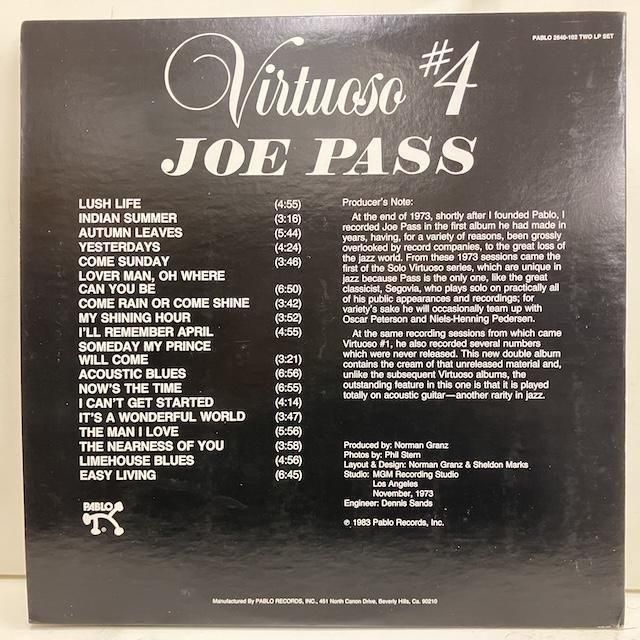 PABLO 2640-102 TWO LP SET
Virtuoso #4
JOE PASS
LUSH LIFE (4:55)
INDIAN SUMMER (3:16)
AUTUMN LEAVES (5:44)
YESTERDAYS (4:24)
COME SUNDAY (3:46)
LOVER MAN, OH WHERE
CAN YOU BE (6:50)
COME RAIN OR COME SHINE (3:42)
MY SHINING HOUR (3:52)
I'LL REMEMBER APRIL (4:55)
SOMEDAY MY PRINCE
WILL COME (3:21)
ACOUSTIC BLUES (6:56)
NOW'S THE TIME (6:55)
I CAN'T GET STARTED (4:14)
IT'S A WONDERFUL WORLD (3:47)
THE MAN I LOVE (5:56)
THE NEARNESS OF YOU (3:58)
LIMEHOUSE BLUES (4:56)
EASY LIVING (6:45)
Producer's Note:
At the end of 1973, shortly after I founded Pablo, I
recorded Joe Pass in the first album he had made in
years, having, for a variety of reasons, been grossly
overlooked by record companies, to the great loss of
the jazz world. From these 1973 sessions came the
first of the Solo Virtuoso series, which are unique in
jazz because Pass is the only one, like the great
classicist, Segovia, who plays solo on practically all
of his public appearances and recordings; for
variety's sake he will occasionally team up with
Oscar Peterson and Niels-Henning Pedersen.
At the same recording sessions from which came
Virtuoso #1, he also recorded several numbers
which were never released. This new double album
contains the cream of that unreleased material and,
unlike the subsequent Virtuoso albums, the
outstanding feature in this one is that it is played
totally on acoustic guitar—another rarity in jazz.
Produced by: Norman Granz
Photos by: Phil Stern
Layout & Design: Norman Granz & Sheldon Marks
Studio: MGM Recording Studio
Los Angeles
November, 1973
Engineer: Dennis Sands
℗ 1983 Pablo Records, Inc.
PABLO
Manufactured By PABLO RECORDS, INC., 451 North Canon Drive, Beverly Hills, Ca. 90210